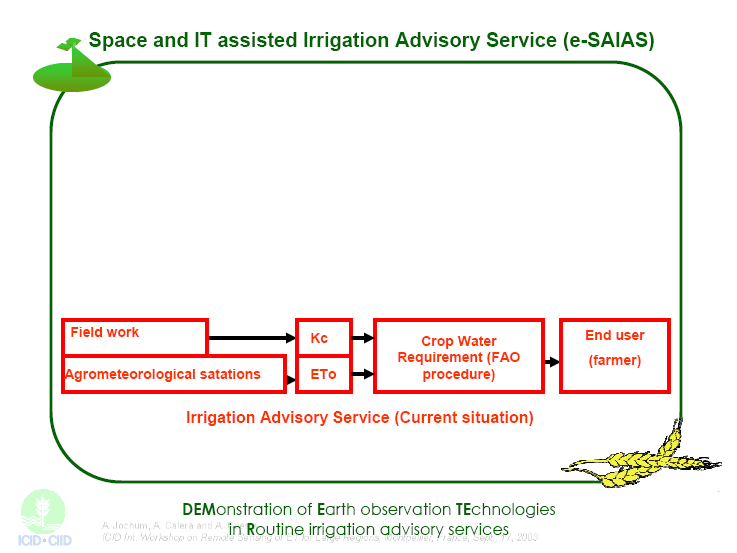 Space and IT assisted Irrigation Advisory Service (e-SAIAS)
Field work
Kc
Crop Water
Requirement (FAO
procedure)
End user
(farmer)
Agrometeorological satations
ETo
Irrigation Advisory Service (Current situation)
DEMonstration of Earth observation TEchnologies
in Routine irrigation advisory services
A. Jochum, A. Calera and A.
ICID Int. Workshop on Remote Sensing of ET for Large Regions, Montpellier, France, Sept. 17, 2003
ICID•CIID